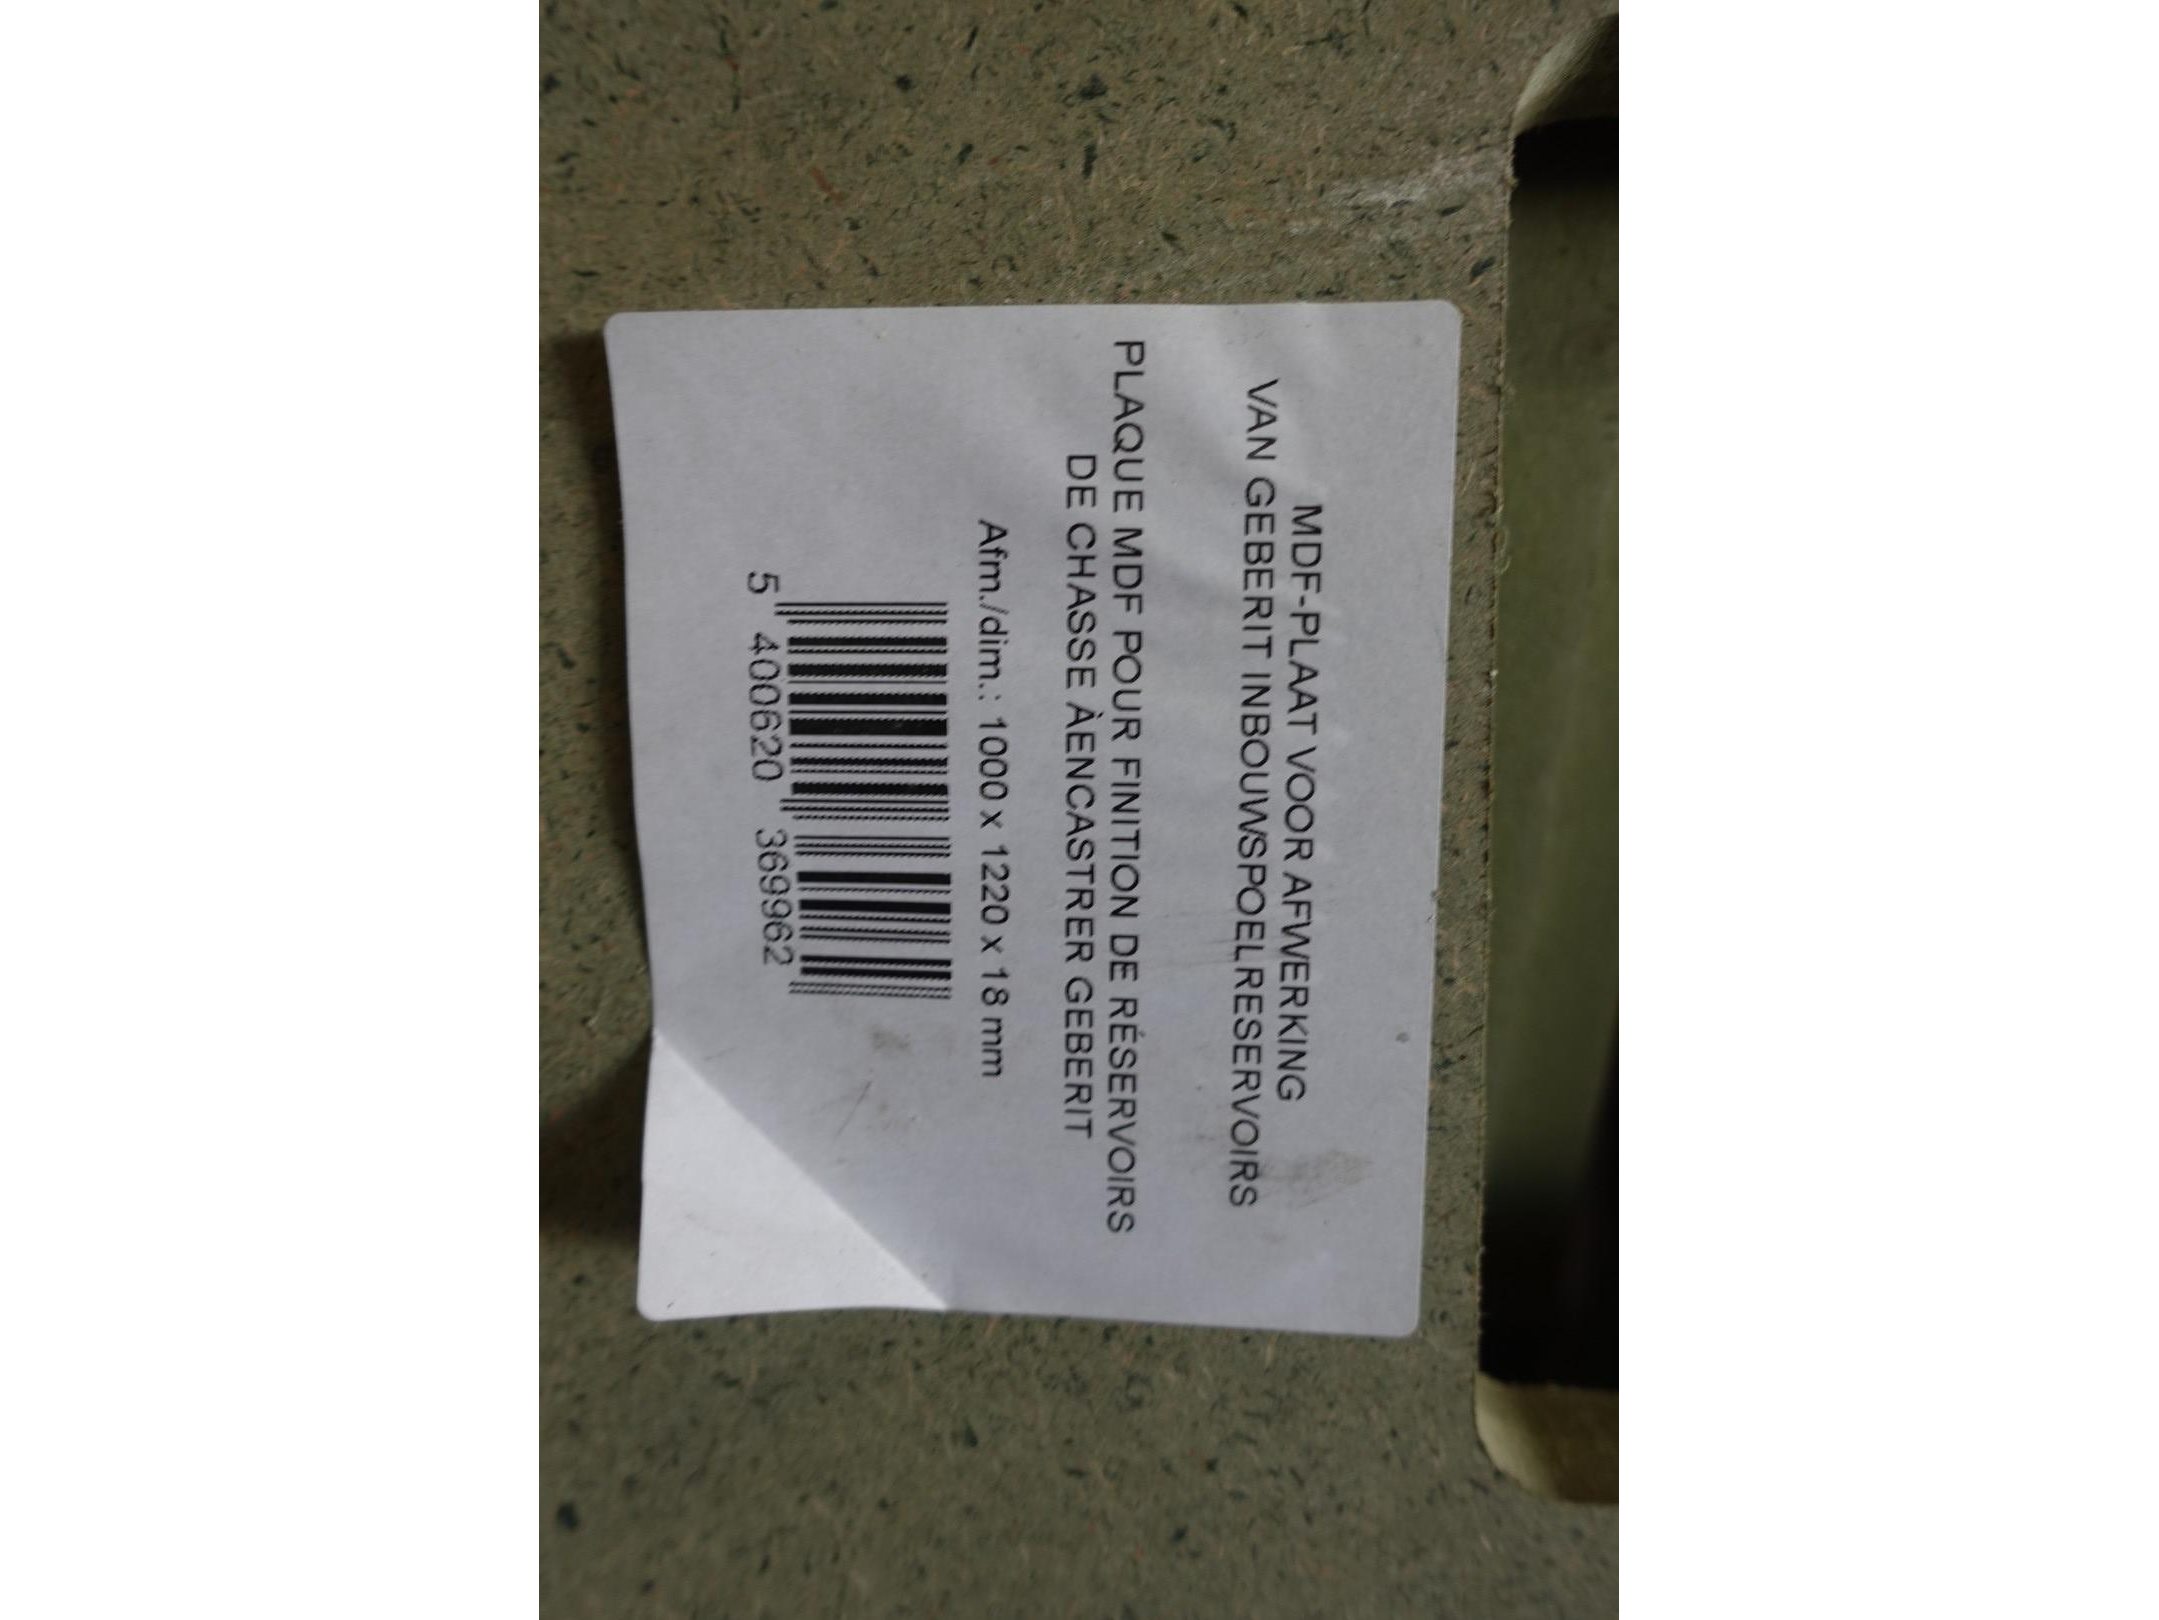 MDF-PLAAT VOOR AFWERKING
VAN GEBERIT INBOUWSPOELRESERVOIRS
PLAQUE MDF POUR FINITION DE RÉSERVOIRS
DE CHASSE ÀENCASTRER GEBERIT
Afm./dim.: 1000 x 1220 x 18 mm
5 400620 369962